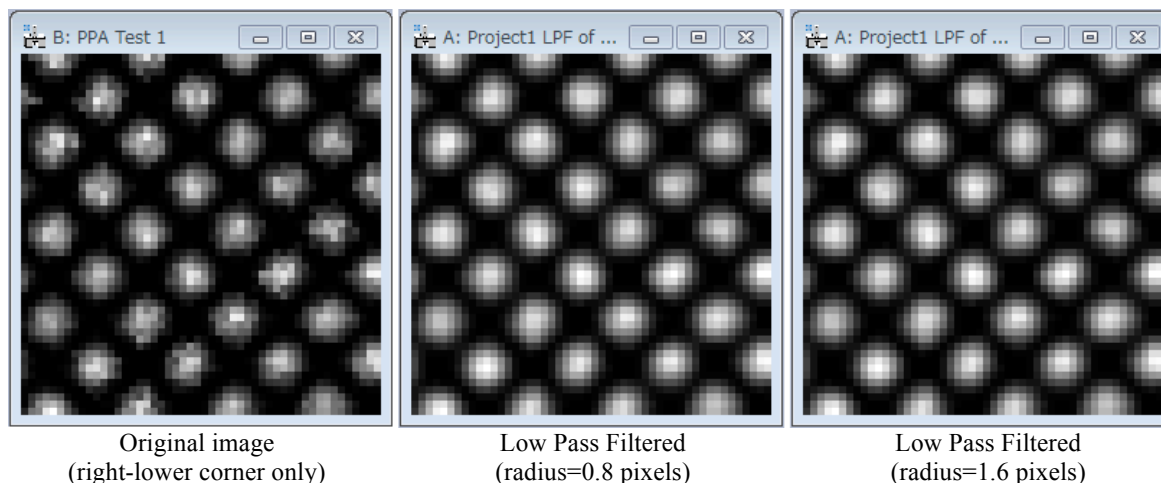 B: PPA Test 1
A: Project1 LPF of ...
A: Project1 LPF of ...
Original image
(right-lower corner only)
Low Pass Filtered
(radius=0.8 pixels)
Low Pass Filtered
(radius=1.6 pixels)